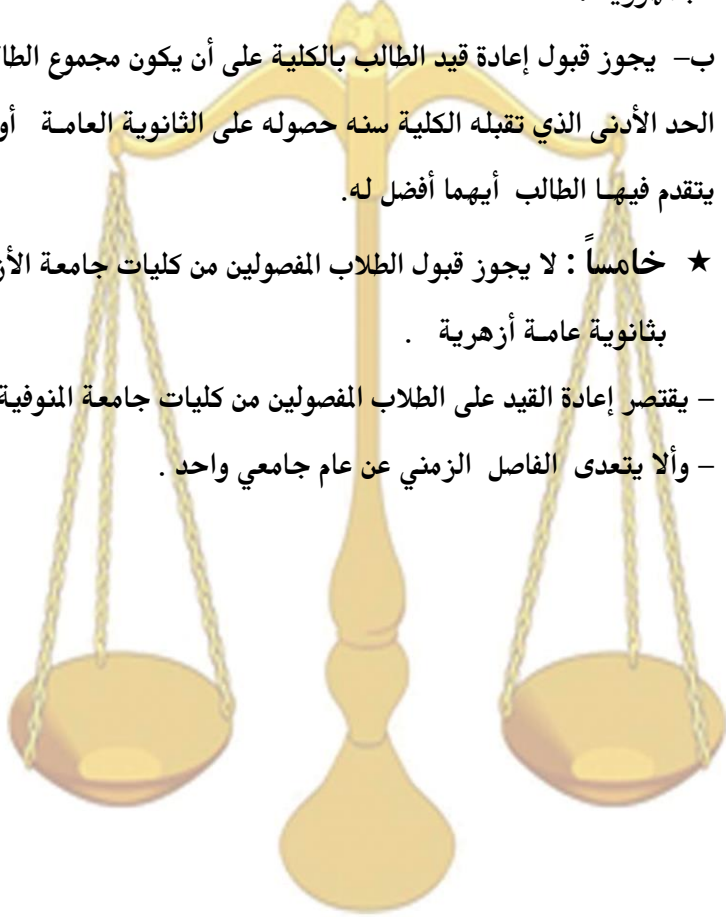 ب– يجوز قبول إعادة قيد الطالب بالكلية على أن يكون مجموع
الحد الأدنى الذي تقبله الكلية سنه حصوله على الثانوية العامة أو
يتقدم فيها الطالب أيهما أفضل له.
★ خامساً : لا يجوز قبول الطلاب المفصولين من كليات جامعة
بثانوية عامة أزهرية .
– يقتصر إعادة القيد على الطلاب المفصولين من كليات جامعة المنوفية
– وألا يتعدى الفاصل الزمني عن عام جامعي واحد .